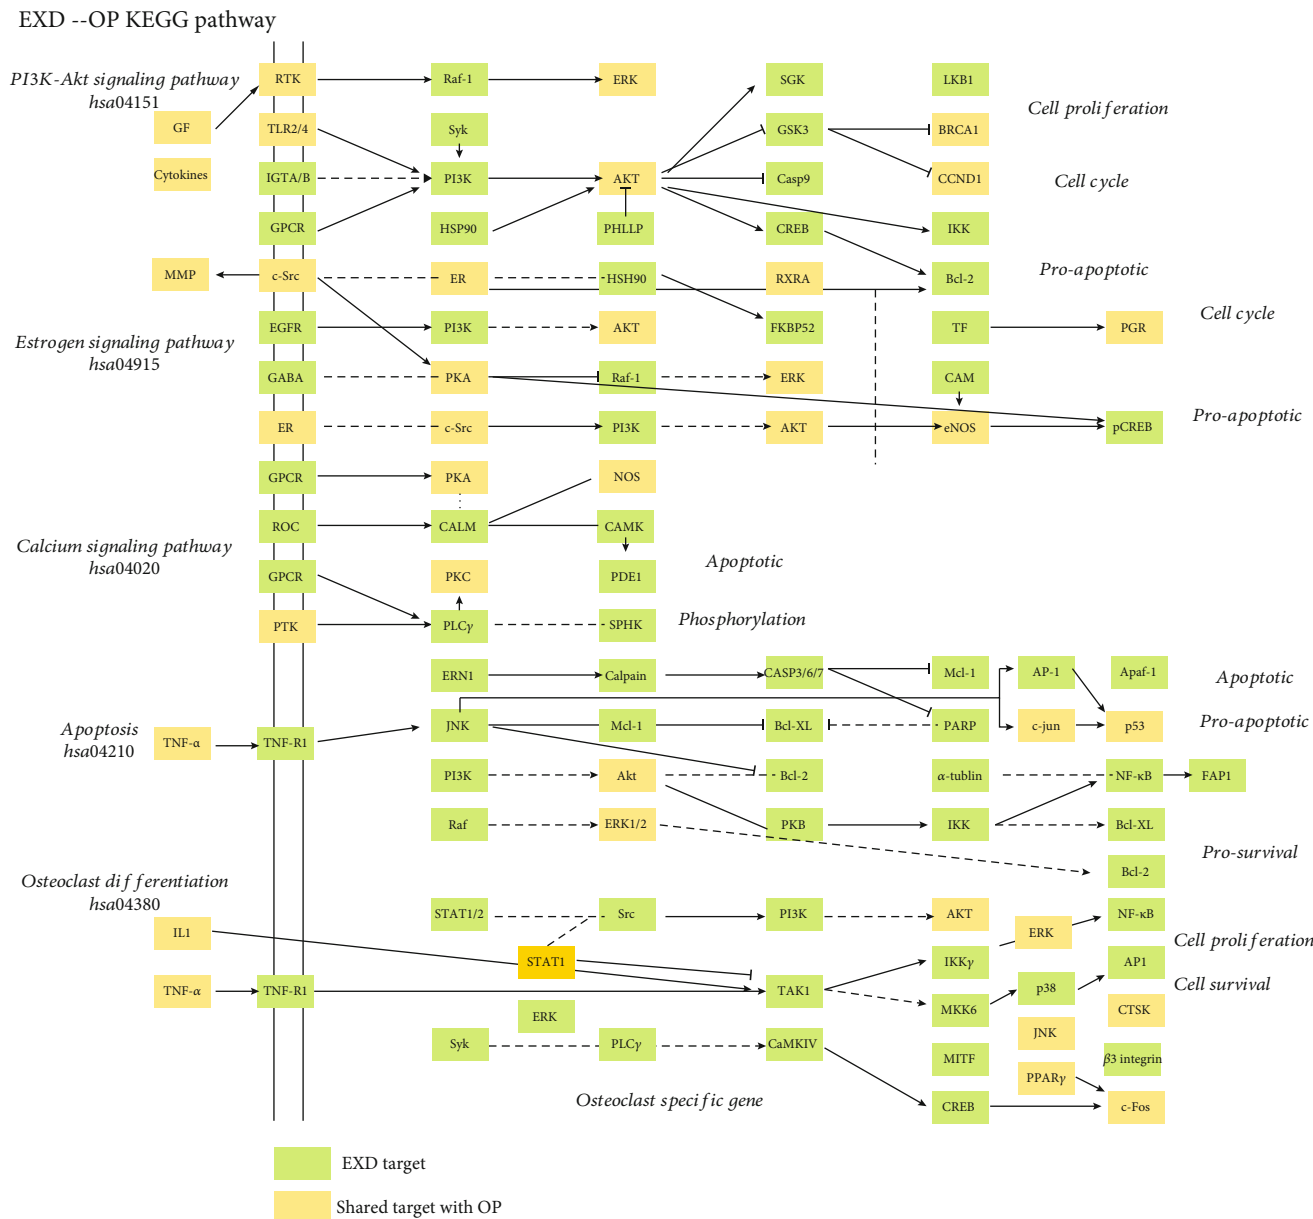 EXD --OP KEGG pathway
PI3K-Akt signaling pathway
hsa04151
RTK Raf-1 ERK SGK LKB1
Cell proliferation
GF TLR2/4 Syk GSK3 BRCA1
Cytokines IGTA/B PI3K AKT Casp9 CCND1
Cell cycle
GPCR HSP90 PHLLP CREB IKK
MMP c-Src ER HSH90 RXRA Bcl-2
Pro-apoptotic
Cell cycle
EGFR PI3K AKT FKBP52 TF PGR
Estrogen signaling pathway
hsa04915
GABA PKA Raf-1 ERK CAM
Pro-apoptotic
ER c-Src PI3K AKT eNOS pCREB
GPCR PKA NOS
ROC CALM CAMK
Calcium signaling pathway
hsa04020
Apoptotic
GPCR PKC PDE1
PTK PLCγ SPHK
Phosphorylation
ERN1 Calpain CASP3/6/7 Mcl-1 AP-1 Apaf-1
Apoptotic
Apoptosis
hsa04210
JNK Mcl-1 Bcl-XL PARP c-jun p53
Pro-apoptotic
TNF-α TNF-R1
PI3K Akt Bcl-2 α-tublin NF-κB FAP1
Raf ERK1/2 PKB IKK Bcl-XL
Pro-survival
Bcl-2
Osteoclast differentiation
hsa04380
STAT1/2 Src PI3K AKT NF-κB
IL1 ERK
Cell proliferation
STAT1 IKKγ AP1
Cell survival
TNF-α TNF-R1 TAK1 p38
MKK6 CTSK
ERK JNK
Syk PLCγ CaMKIV MITF β3 integrin
PPARγ
Osteoclast specific gene
CREB c-Fos
EXD target
Shared target with OP